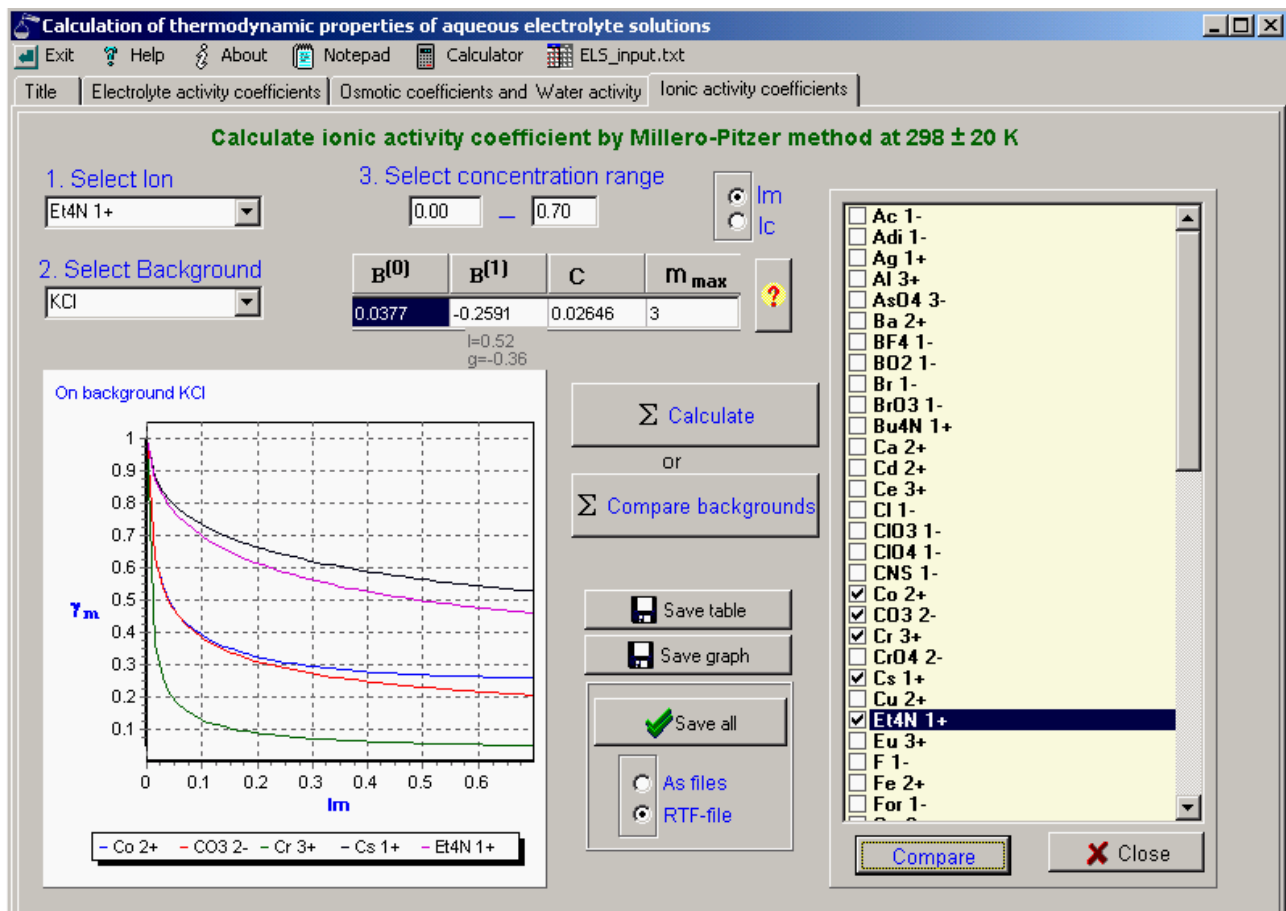 Calculation of thermodynamic properties of aqueous electrolyte solutions
Exit Help About Notepad Calculator ELS_input.txt
Title Electrolyte activity coefficients Osmotic coefficients and Water activity Ionic activity coefficients
Calculate ionic activity coefficient by Millero-Pitzer method at 298 ± 20 K
1. Select Ion
Et4N 1+
3. Select concentration range
0.00 – 0.70
Im
Ic
2. Select Background
KCl
B(0) B(1) C m max
0.0377 -0.2591 0.02646 3
?
I=0.52
g=-0.36
On background KCl
1
0.9
0.8
0.7
0.6
0.5
0.4
0.3
0.2
0.1
γm
0 0.1 0.2 0.3 0.4 0.5 0.6
Im
Co 2+ CO3 2- Cr 3+ Cs 1+ Et4N 1+
Σ Calculate
or
Σ Compare backgrounds
Save table
Save graph
Save all
As files
RTF-file
Ac 1-
Adi 1-
Ag 1+
Al 3+
AsO4 3-
Ba 2+
BF4 1-
BO2 1-
Br 1-
BrO3 1-
Bu4N 1+
Ca 2+
Cd 2+
Ce 3+
Cl 1-
ClO3 1-
ClO4 1-
CNS 1-
Co 2+
CO3 2-
Cr 3+
CrO4 2-
Cs 1+
Cu 2+
Et4N 1+
Eu 3+
F 1-
Fe 2+
For 1-
Compare Close